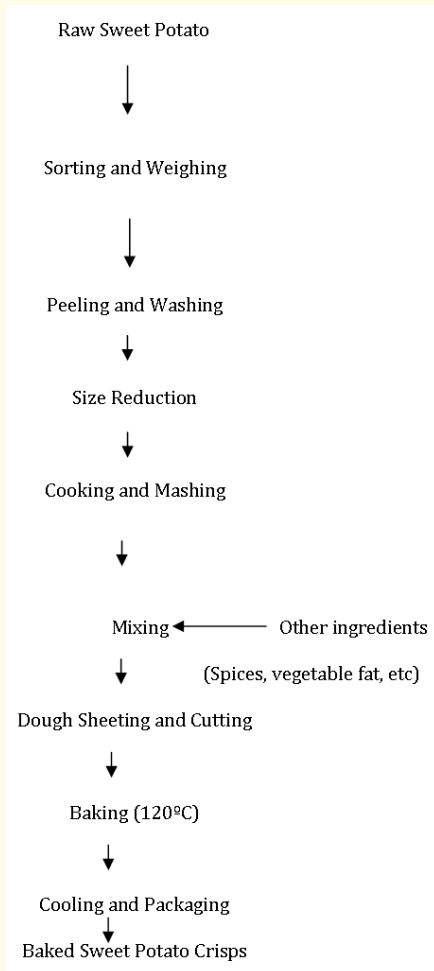 Raw Sweet Potato
Sorting and Weighing
Peeling and Washing
Size Reduction
Cooking and Mashing
Mixing
Other ingredients
(Spices, vegetable fat, etc)
Dough Sheeting and Cutting
Baking (120ºC)
Cooling and Packaging
Baked Sweet Potato Crisps